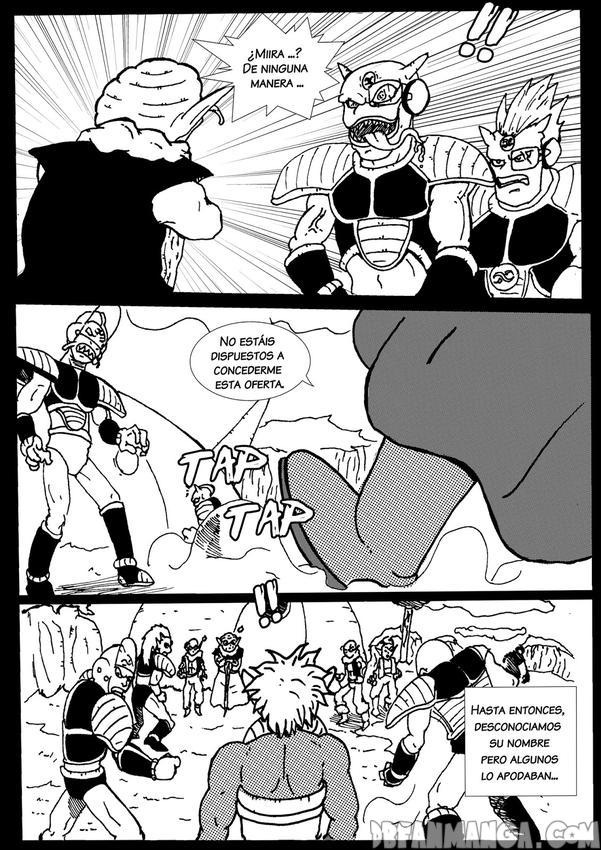 ¿Miira ...?
De ninguna
manera ...
!!
No estáis
dispuestos a
concederme
esta oferta.
TAP
TAP
!!
Hasta entonces,
desconociamos
su nombre
pero algunos
lo apodaban...
DBFANMANGA.COM